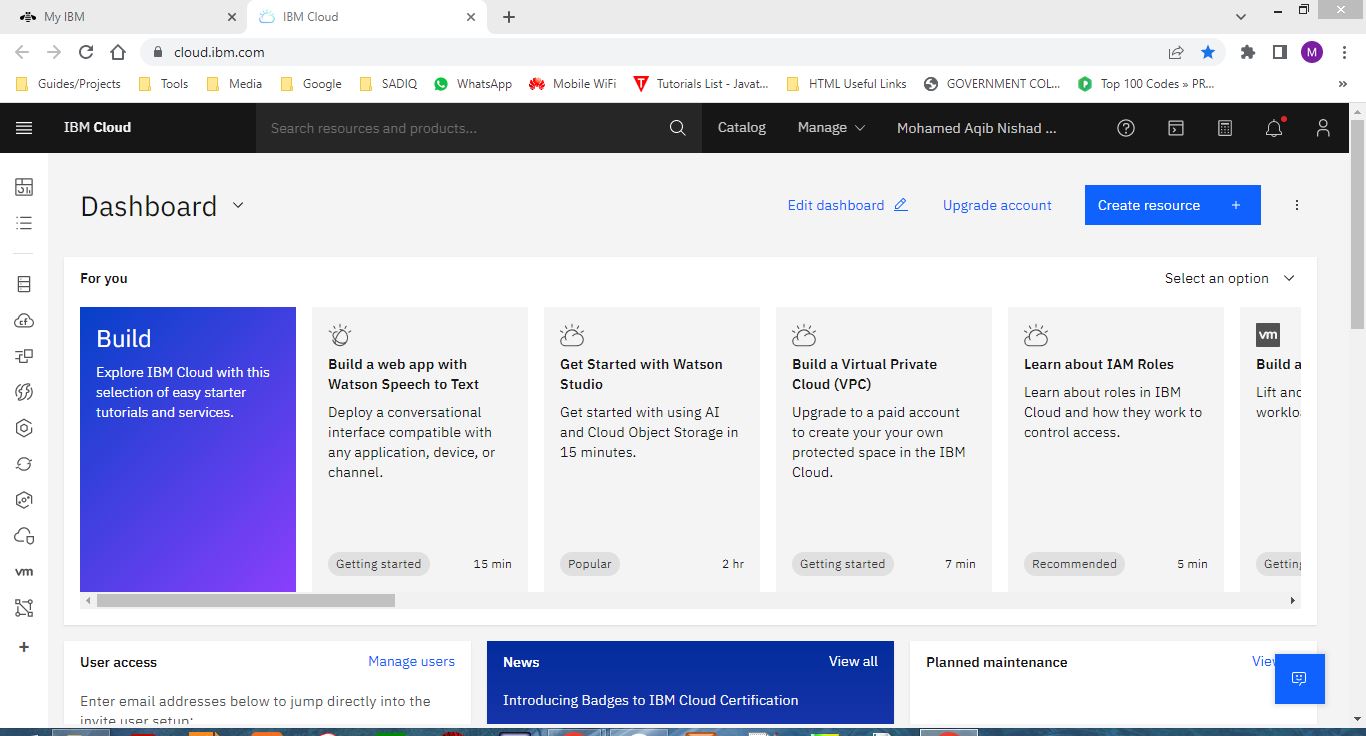 My IBM
IBM Cloud
cloud.ibm.com
M
Guides/Projects
Tools
Media
Google
SADIQ
WhatsApp
Mobile WiFi
Tutorials List - Javat...
HTML Useful Links
GOVERNMENT COL...
Top 100 Codes » PR...
»
IBM Cloud
Search resources and products...
Catalog
Manage
Mohamed Aqib Nishad ...
Dashboard
Edit dashboard
Upgrade account
Create resource +
For you
Select an option
Build
Explore IBM Cloud with this
selection of easy starter
tutorials and services.
Build a web app with
Watson Speech to Text
Deploy a conversational
interface compatible with
any application, device, or
channel.
Getting started
15 min
Get Started with Watson
Studio
Get started with using AI
and Cloud Object Storage in
15 minutes.
Popular
2 hr
Build a Virtual Private
Cloud (VPC)
Upgrade to a paid account
to create your your own
protected space in the IBM
Cloud.
Getting started
7 min
Learn about IAM Roles
Learn about roles in IBM
Cloud and how they work to
control access.
Recommended
5 min
vm
Build a
Lift and
worklo
Getting
cf
vm
User access
Manage users
Enter email addresses below to jump directly into the
invite user setup:
News
View all
Introducing Badges to IBM Cloud Certification
Planned maintenance
View